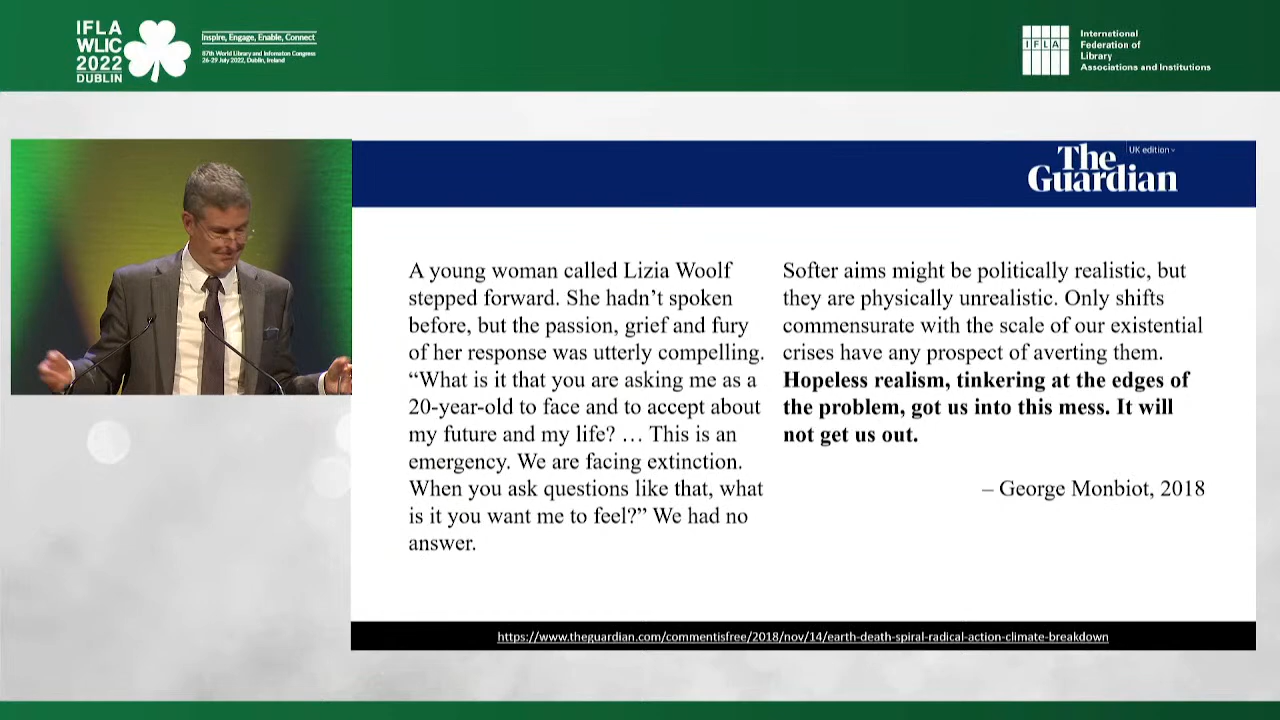 IFLA
WLIC
2022
DUBLIN
Inspire, Engage, Enable, Connect
87th World Library and Infomation Congress
26-29 July 2022, Dublin, Ireland
IFLA
International
Federation of
Library
Associations and Institutions
The
Guardian
UK edition
A young woman called Lizia Woolf
stepped forward. She hadn’t spoken
before, but the passion, grief and fury
of her response was utterly compelling.
“What is it that you are asking me as a
20-year-old to face and to accept about
my future and my life? … This is an
emergency. We are facing extinction.
When you ask questions like that, what
is it you want me to feel?” We had no
answer.
Softer aims might be politically realistic, but
they are physically unrealistic. Only shifts
commensurate with the scale of our existential
crises have any prospect of averting them.
Hopeless realism, tinkering at the edges of
the problem, got us into this mess. It will
not get us out.
– George Monbiot, 2018
https://www.theguardian.com/commentisfree/2018/nov/14/earth-death-spiral-radical-action-climate-breakdown